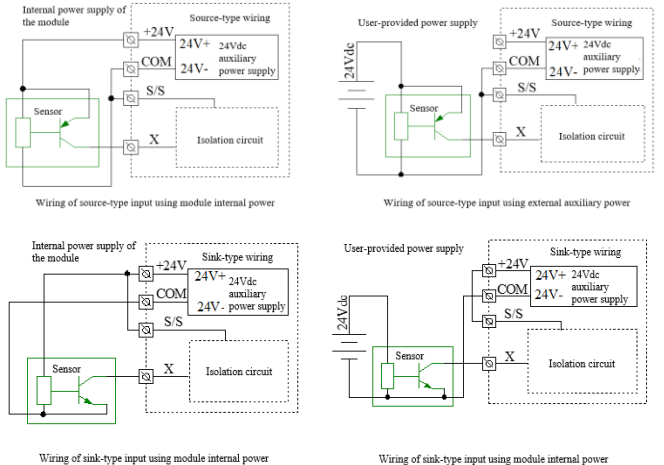 Internal power supply of
the module
Source-type wiring
+24V
24V+ 24Vdc
COM
auxiliary
24V- power supply
S/S
Sensor
X
Isolation circuit
Wiring of source-type input using module internal power
User-provided power supply
Source-type wiring
24Vdc
+24V
24V+ 24Vdc
COM
auxiliary
24V- power supply
S/S
Sensor
X
Isolation circuit
Wiring of source-type input using external auxiliary power
Internal power supply of
the module
Sink-type wiring
+24V
24V+ 24Vdc
COM
auxiliary
24V- power supply
S/S
Sensor
X
Isolation circuit
Wiring of sink-type input using module internal power
User-provided power supply
Sink-type wiring
24Vdc
+24V
24V+ 24Vdc
COM
auxiliary
24V- power supply
S/S
Sensor
X
Isolation circuit
Wiring of sink-type input using module internal power